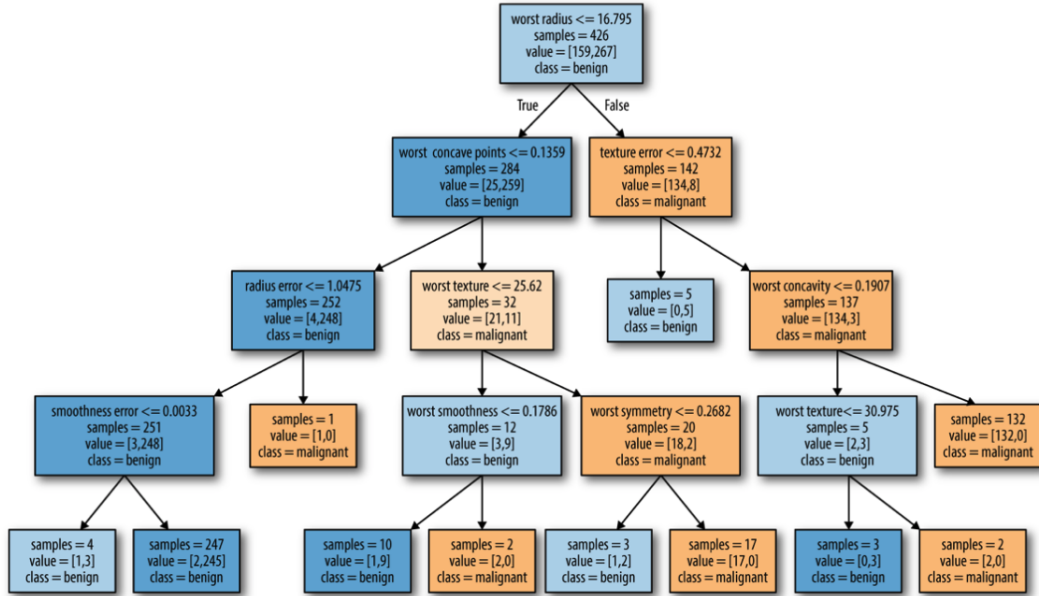 worst radius <= 16.795
samples = 426
value = [159,267]
class = benign
True
False
worst concave points <= 0.1359
samples = 284
value = [25,259]
class = benign
texture error <= 0.4732
samples = 142
value = [134,8]
class = malignant
radius error <= 1.0475
samples = 252
value = [4,248]
class = benign
worst texture <= 25.62
samples = 32
value = [21,11]
class = malignant
samples = 5
value = [0,5]
class = benign
worst concavity <= 0.1907
samples = 137
value = [134,3]
class = malignant
smoothness error <= 0.0033
samples = 251
value = [3,248]
class = benign
samples = 1
value = [1,0]
class = malignant
worst smoothness <= 0.1786
samples = 12
value = [3,9]
class = benign
worst symmetry <= 0.2682
samples = 20
value = [18,2]
class = malignant
worst texture<= 30.975
samples = 5
value = [2,3]
class = benign
samples = 132
value = [132,0]
class = malignant
samples = 4
value = [1,3]
class = benign
samples = 247
value = [2,245]
class = benign
samples = 10
value = [1,9]
class = benign
samples = 2
value = [2,0]
class = malignant
samples = 3
value = [1,2]
class = benign
samples = 17
value = [17,0]
class = malignant
samples = 3
value = [0,3]
class = benign
samples = 2
value = [2,0]
class = malignant